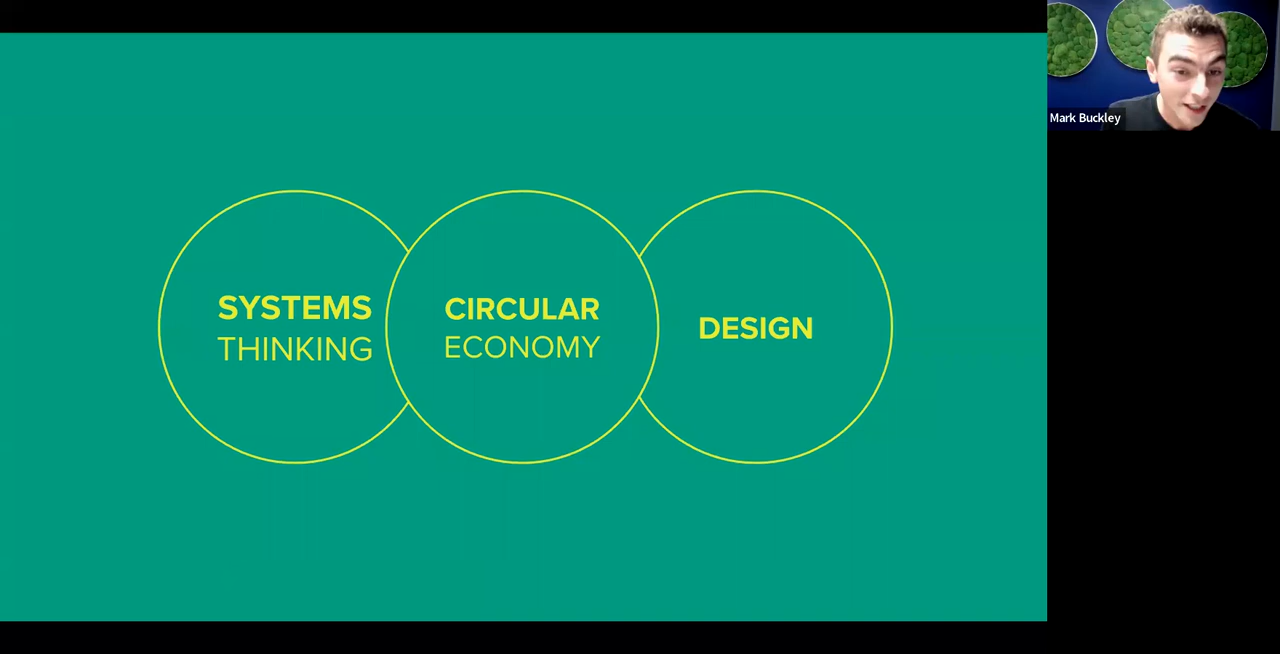 SYSTEMS
THINKING
CIRCULAR
ECONOMY
DESIGN
Mark Buckley